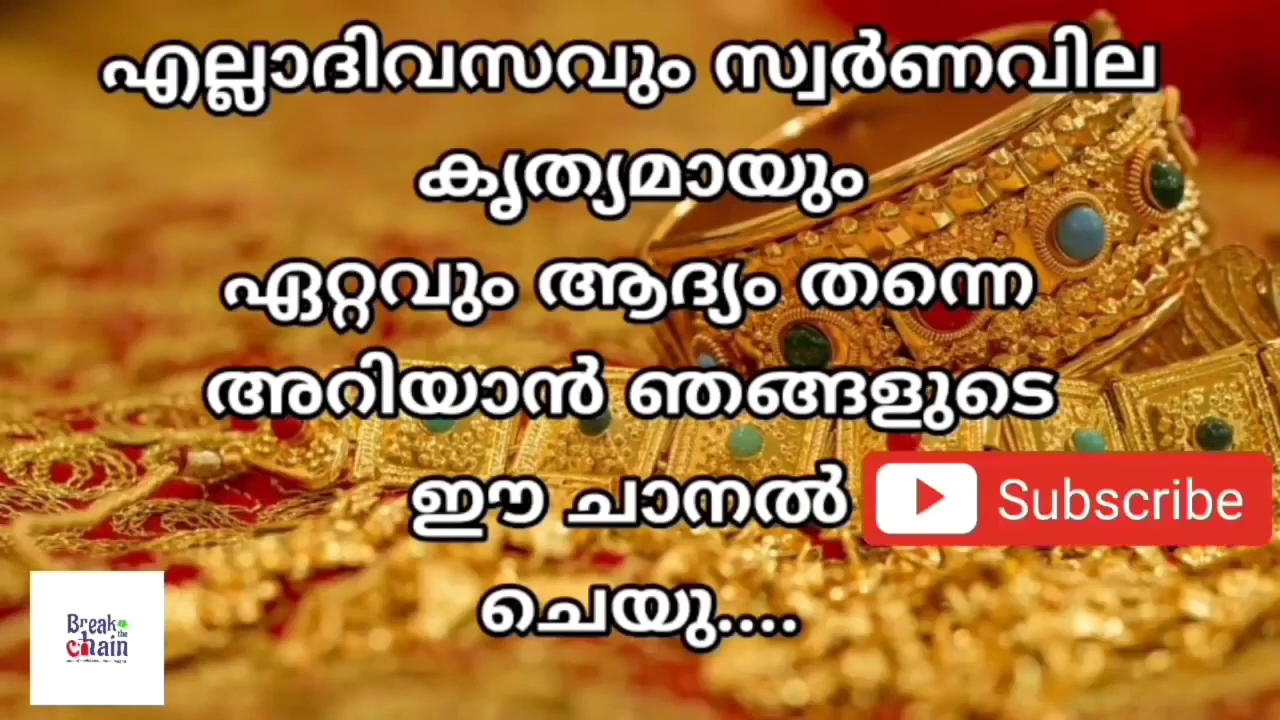 എല്ലാദിവസവും സ്വർണവില
കൃത്യമായും
ഏറ്റവും ആദ്യം തന്നെ
അറിയാൻ ഞങ്ങളുടെ
ഈ ചാനൽ Subscribe
ചെയു....
Break
the
chain